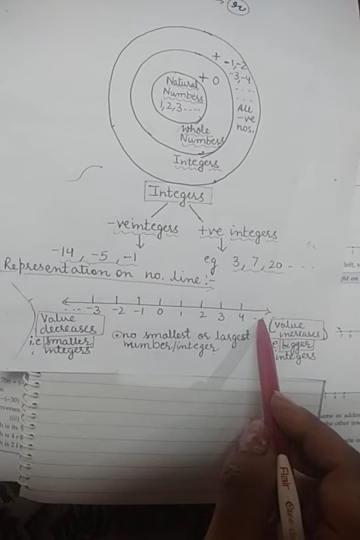 + -1,-2
-3,-4
All
-ve
nos.
+ 0
Natural
Numbers
1,2,3....
Whole
Numbers
Integers
Integers
-ve integers +ve integers
-14, -5, -1 eg 3, 7, 20 ....
Representation on no. line:-
-3 -2 -1 0 1 2 3 4
Value
decreases
i.e smaller
integers
no smallest or largest
number/integer
Value
increases
bigger
integers
Flair